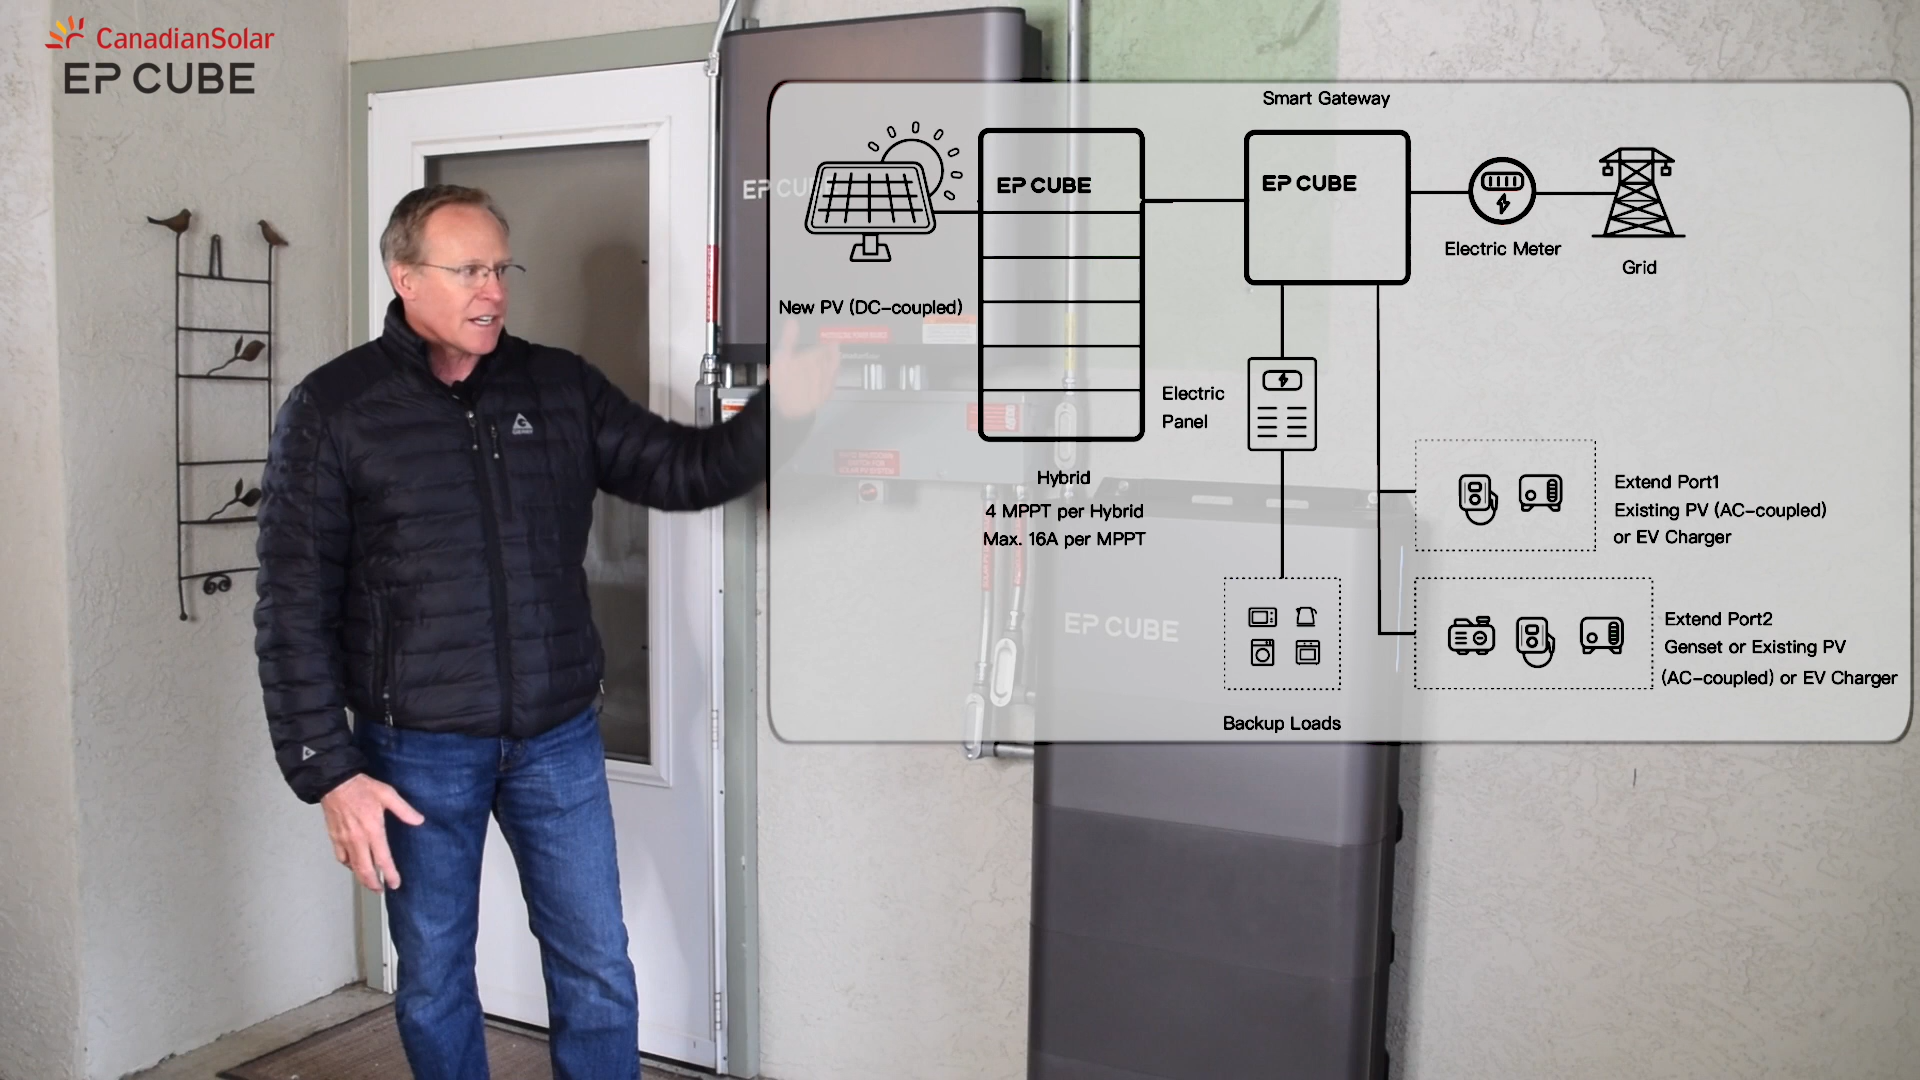 CanadianSolar
EP CUBE
Smart Gateway
EP CUBE
EP CUBE
EP CUBE
Electric Meter
Grid
New PV (DC-coupled)
Electric
Panel
Hybrid
4 MPPT per Hybrid
Max. 16A per MPPT
Extend Port1
Existing PV (AC-coupled)
or EV Charger
EP CUBE
Extend Port2
Genset or Existing PV
(AC-coupled) or EV Charger
Backup Loads